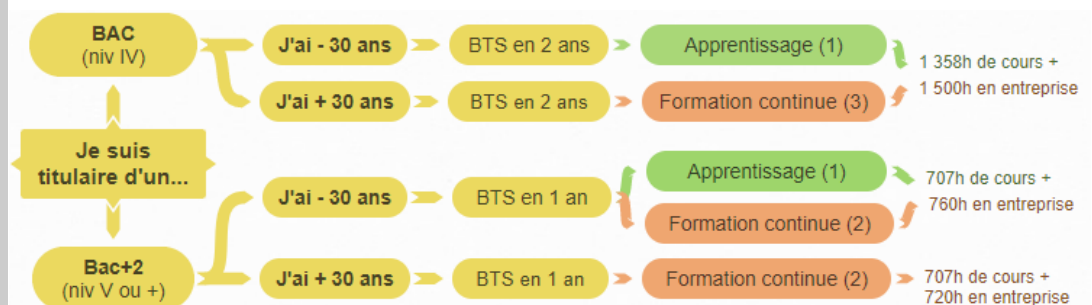 BAC
(niv IV)
J'ai - 30 ans
BTS en 2 ans
Apprentissage (1)
1 358h de cours +
1 500h en entreprise
J'ai + 30 ans
BTS en 2 ans
Formation continue (3)
Je suis
titulaire d'un...
J'ai - 30 ans
BTS en 1 an
Apprentissage (1)
707h de cours +
760h en entreprise
Formation continue (2)
Bac+2
(niv V ou +)
J'ai + 30 ans
BTS en 1 an
Formation continue (2)
707h de cours +
720h en entreprise